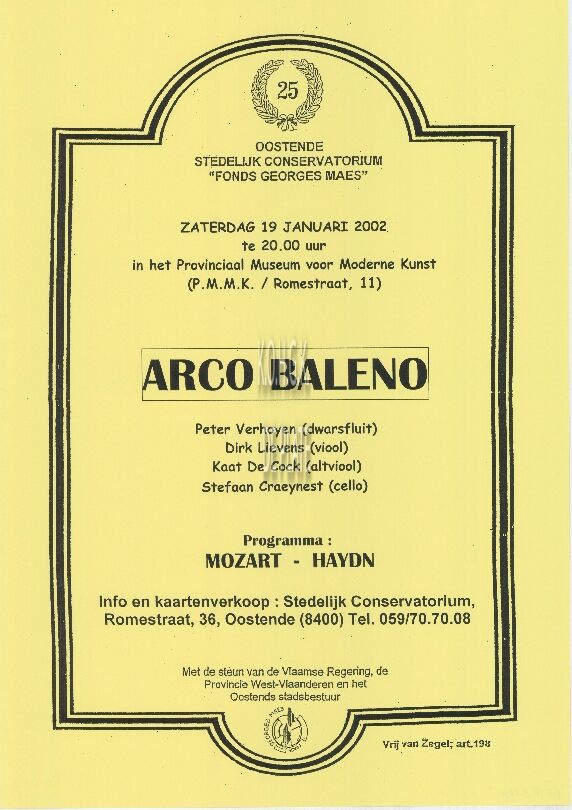 25
OOSTENDE
STEDELIJK CONSERVATORIUM
"FONDS GEORGES MAES"
ZATERDAG 19 JANUARI 2002
te 20.00 uur
in het Provinciaal Museum voor Moderne Kunst
(P.M.M.K. / Romestraat, 11)
ARCO BALENO
Peter Verhoyen (dwarsfluit)
Dirk Lievens (viool)
Kaat De Cock (altviool)
Stefaan Craeynest (cello)
Programma :
MOZART - HAYDN
Info en kaartenverkoop : Stedelijk Conservatorium,
Romestraat, 36, Oostende (8400) Tel. 059/70.70.08
Met de steun van de Vlaamse Regering, de
Provincie West-Vlaanderen en het
Oostends stadsbestuur
Vrij van Zegel; art.198